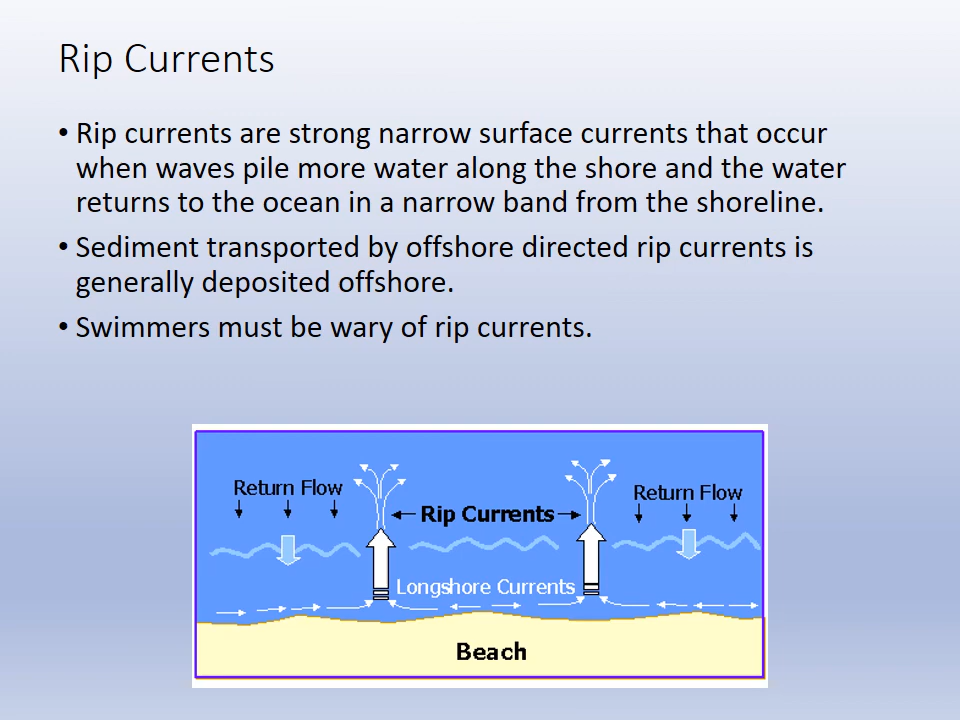 Rip Currents
• Rip currents are strong narrow surface currents that occur
when waves pile more water along the shore and the water
returns to the ocean in a narrow band from the shoreline.
• Sediment transported by offshore directed rip currents is
generally deposited offshore.
• Swimmers must be wary of rip currents.
Return Flow
Return Flow
Rip Currents
Longshore Currents
Beach